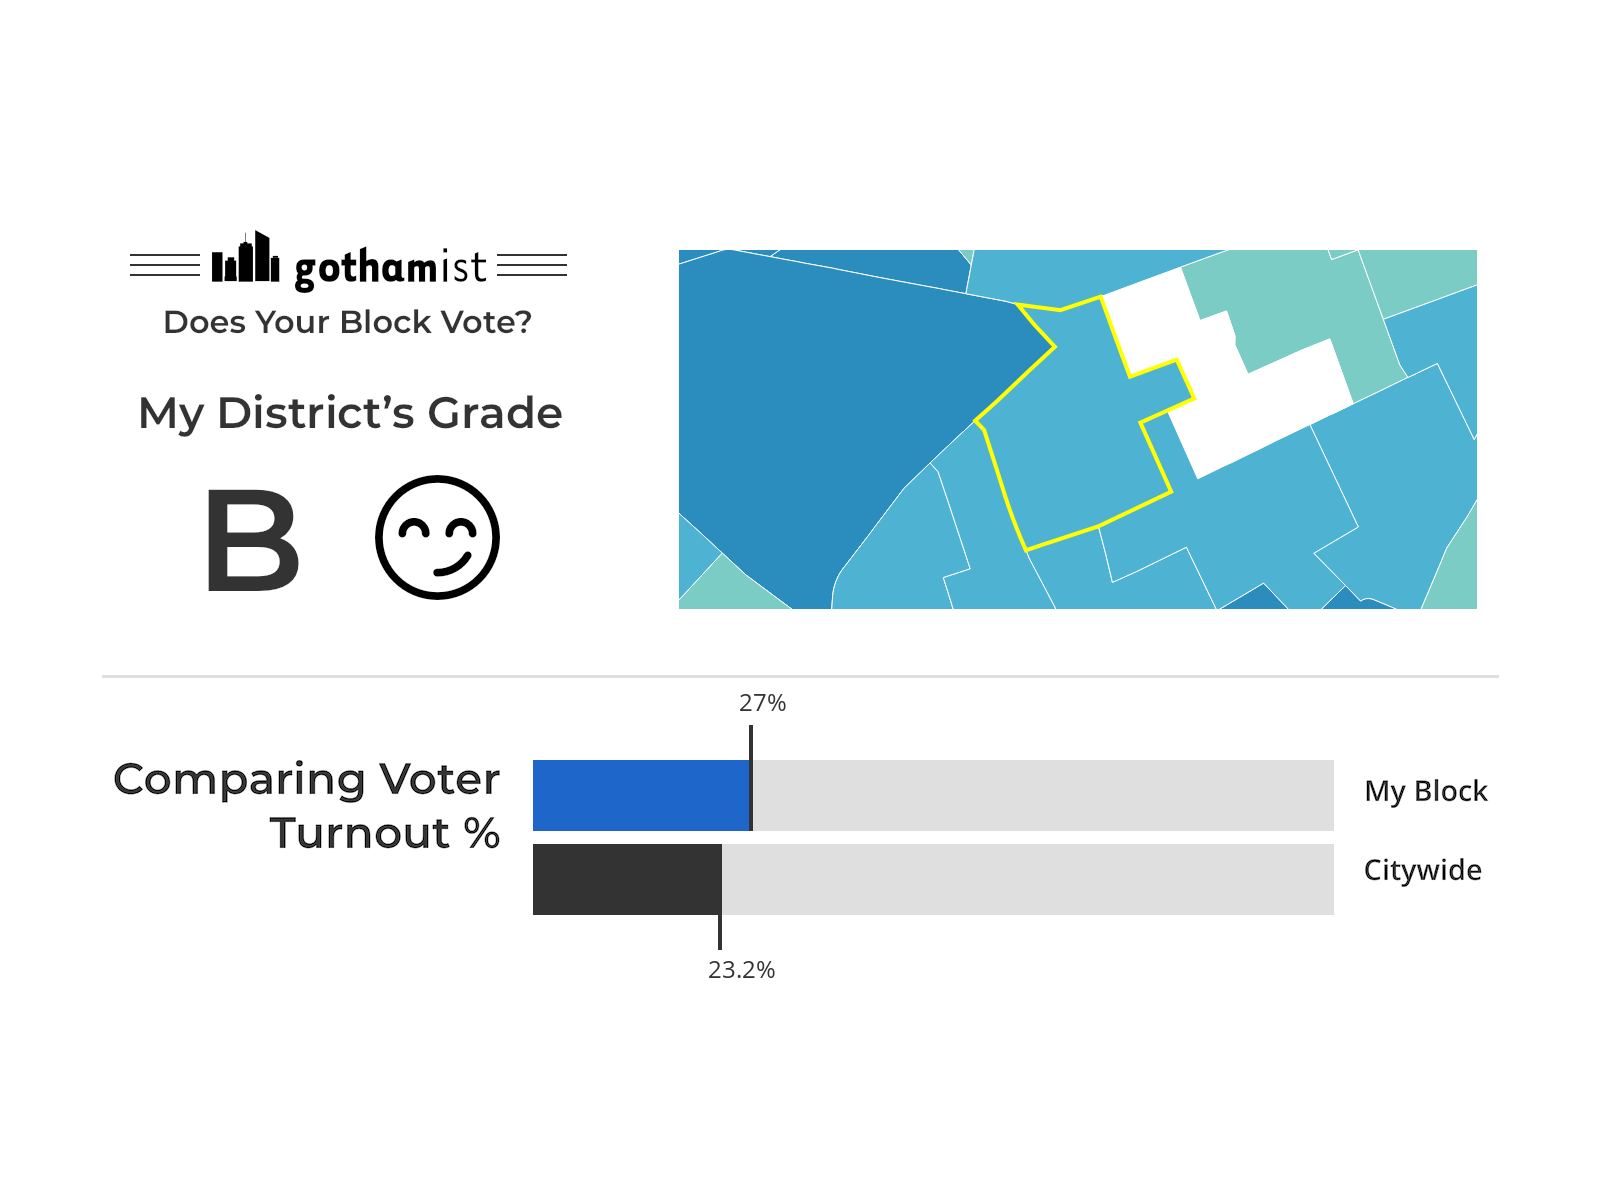 gothamist
Does Your Block Vote?
My District’s Grade
B
27%
Comparing Voter
Turnout %
My Block
Citywide
23.2%